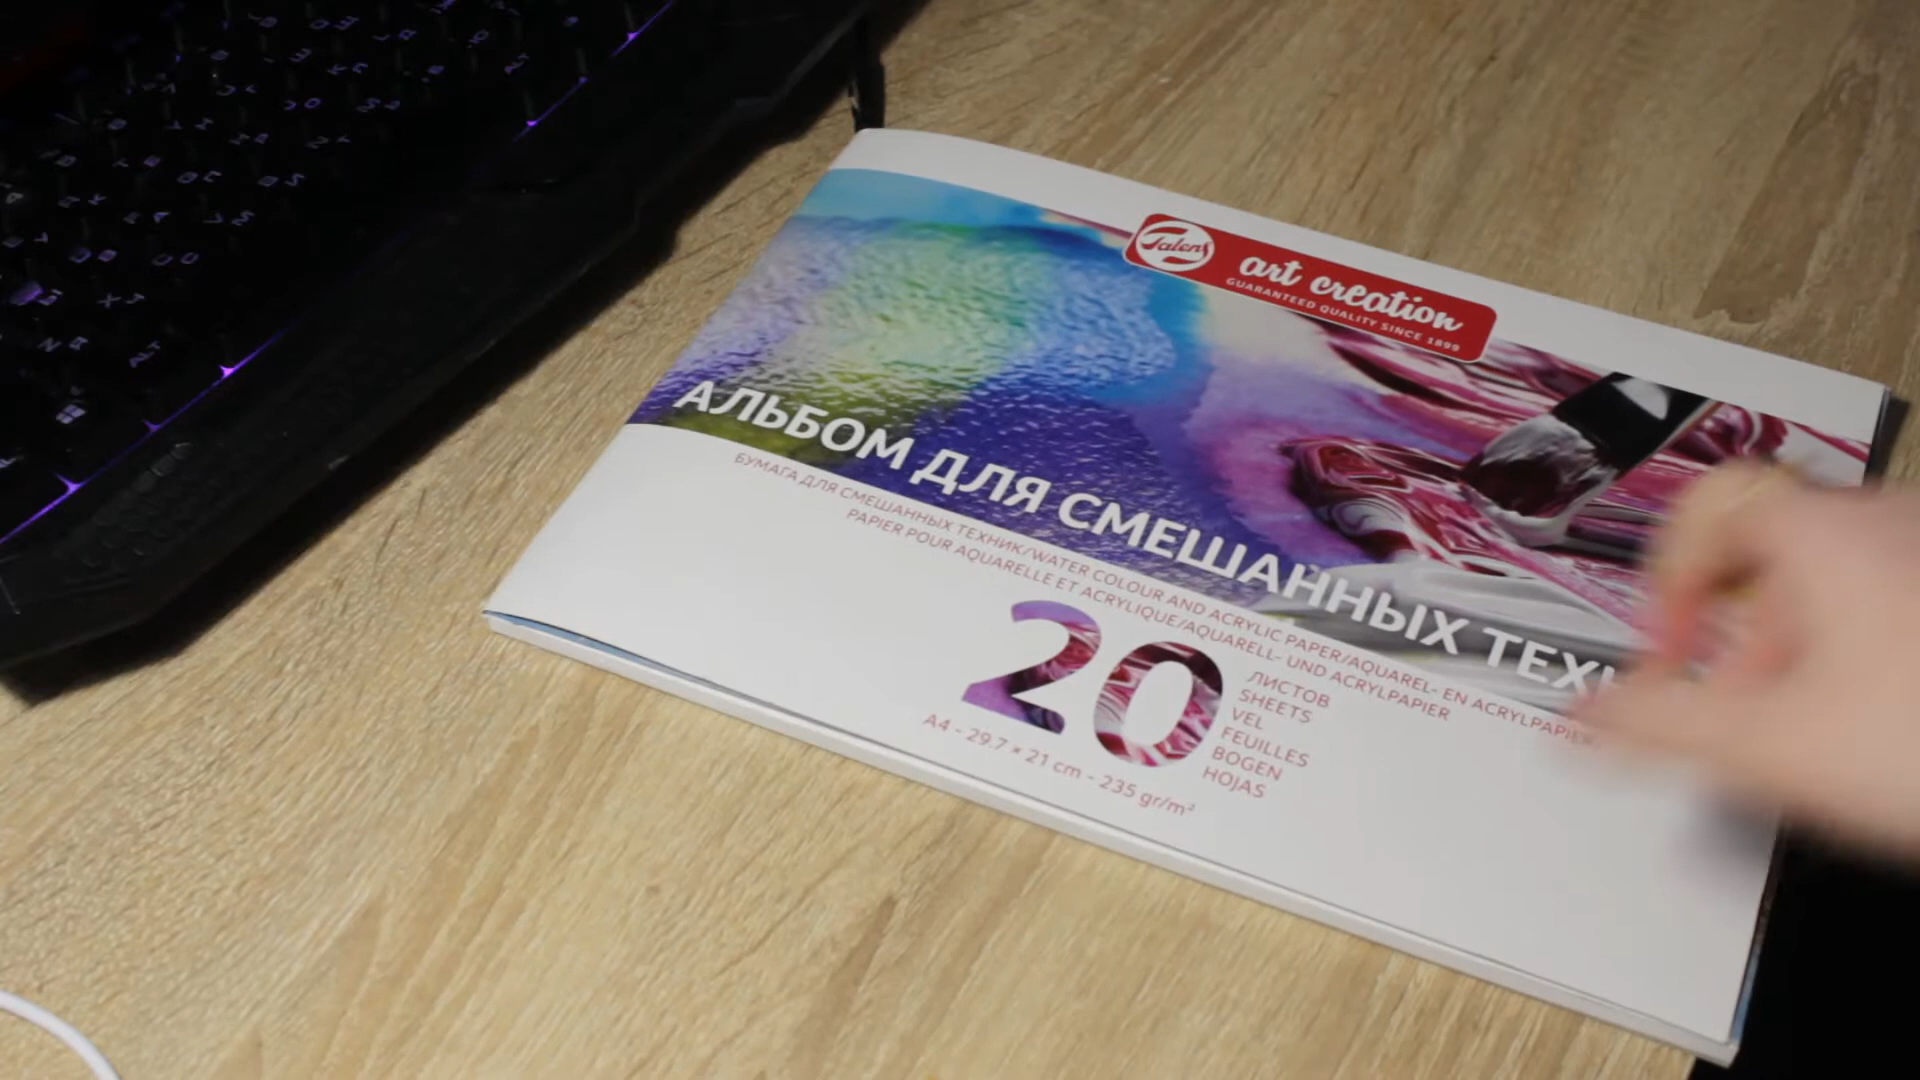 Talens
art creation
GUARANTEED QUALITY SINCE 1899
АЛЬБОМ ДЛЯ СМЕШАННЫХ
БУМАГА ДЛЯ СМЕШАННЫХ ТЕХНИК/WATER COLOUR AND ACRYLIC PAPER/AQUAREL- EN ACRYLPAPIER
PAPIER POUR AQUARELLE ET ACRYLIQUE/AQUARELL- UND ACRYLPAPIER
20
ЛИСТОВ
SHEETS
VEL
FEUILLES
BOGEN
HOJAS
A4 - 29.7 x 21 cm - 235 gr/m²
ALT
ALT